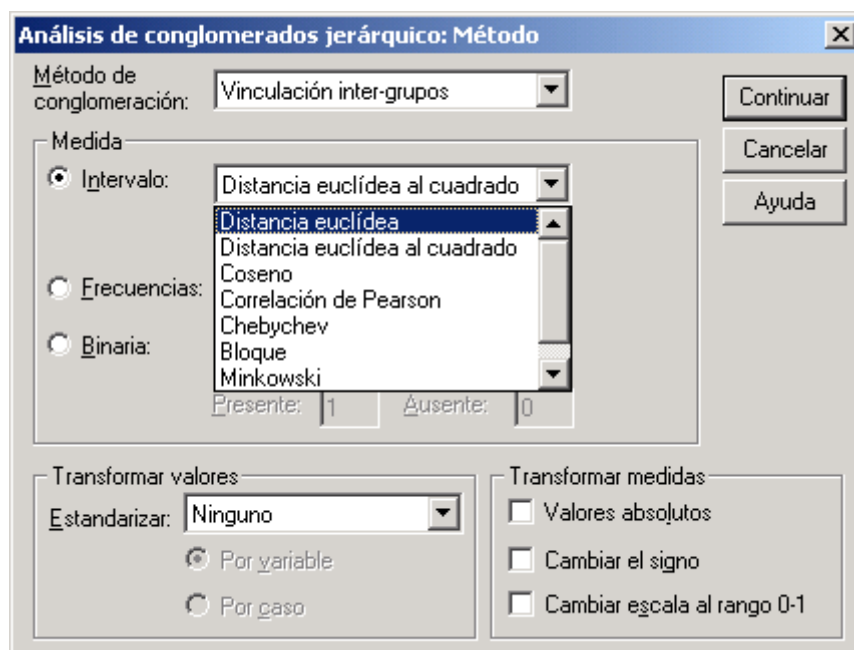 Análisis de conglomerados jerárquico: Método
Método de
conglomeración:
Vinculación inter-grupos
Continuar
Cancelar
Ayuda
Medida
Intervalo:
Distancia euclídea al cuadrado
Distancia euclídea
Distancia euclídea al cuadrado
Coseno
Correlación de Pearson
Chebychev
Bloque
Minkowski
Frecuencias:
Binaria:
Presente: 1 Ausente: 0
Transformar valores
Estandarizar: Ninguno
Por variable
Por caso
Transformar medidas
Valores absolutos
Cambiar el signo
Cambiar escala al rango 0-1